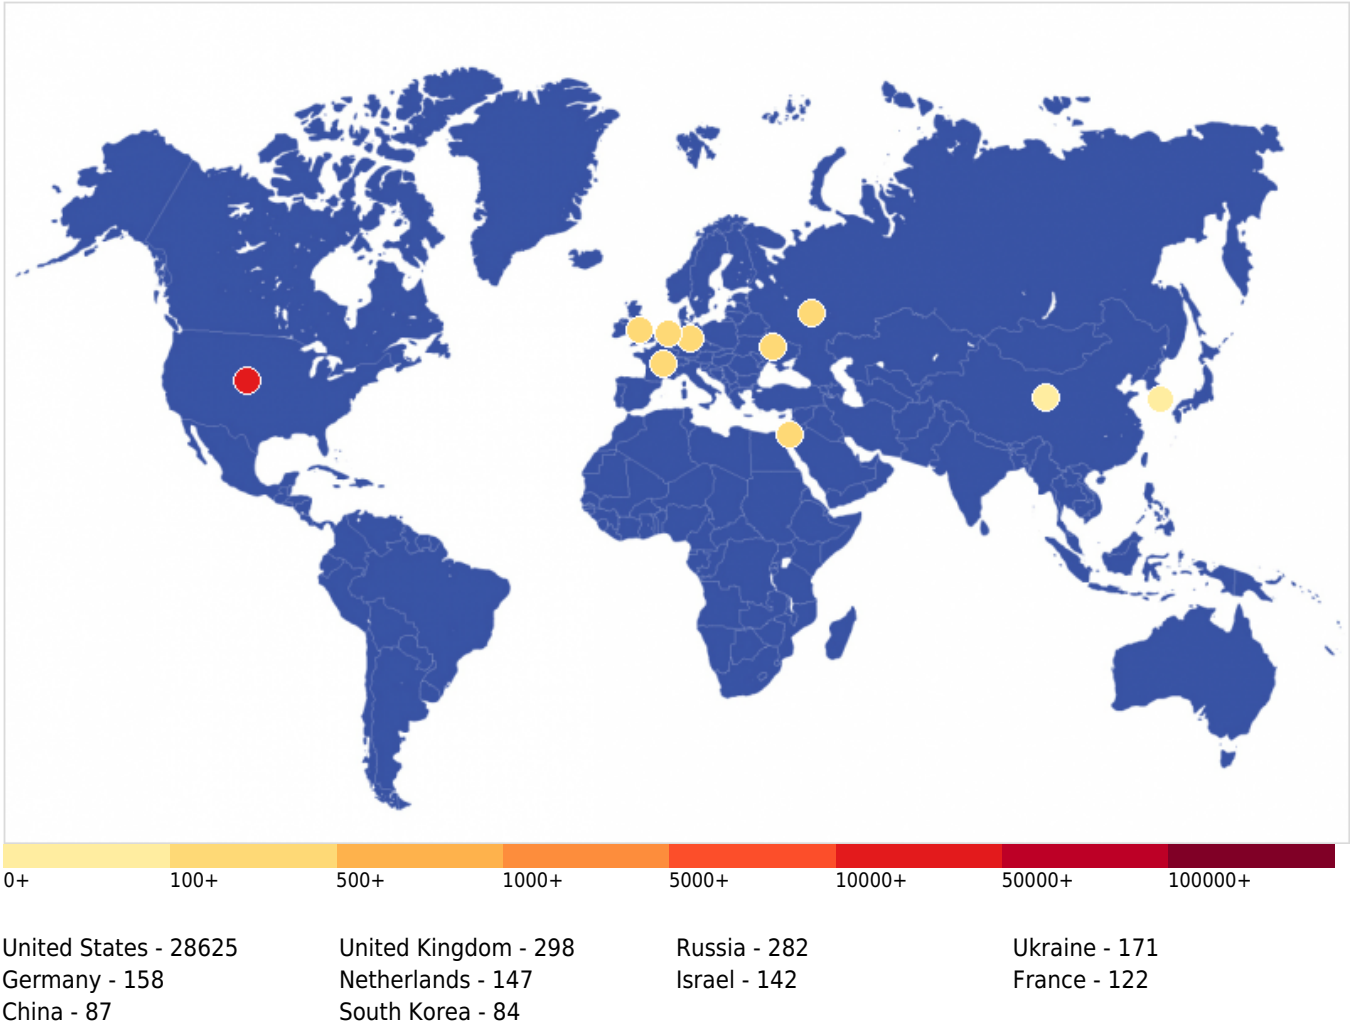 0+ 100+ 500+ 1000+ 5000+ 10000+ 50000+ 100000+
United States - 28625 United Kingdom - 298 Russia - 282 Ukraine - 171
Germany - 158 Netherlands - 147 Israel - 142 France - 122
China - 87 South Korea - 84